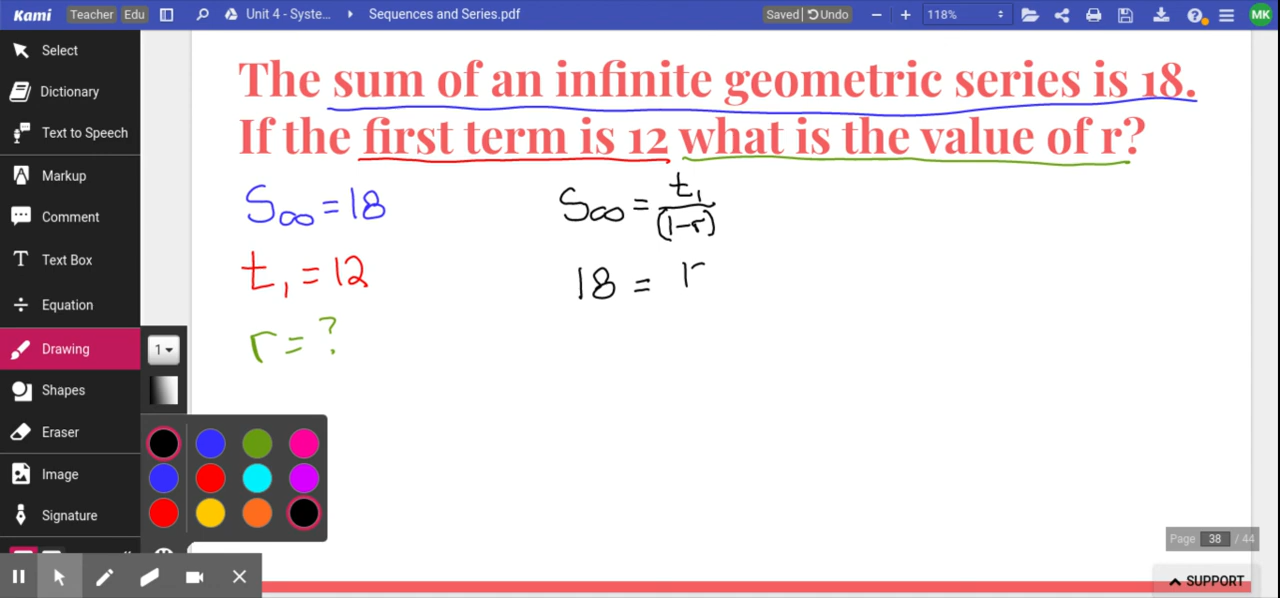 Kami Teacher Edu Unit 4 - Syste... Sequences and Series.pdf Saved Undo 118% MK
Select
Dictionary
Text to Speech
Markup
Comment
Text Box
Equation
Drawing
1
Shapes
Eraser
Image
Signature
The sum of an infinite geometric series is 18.
If the first term is 12 what is the value of r?
S∞ = 18
t₁ = 12
r = ?
S∞ = t₁/(1-r)
18 =
Page 38 / 44
SUPPORT